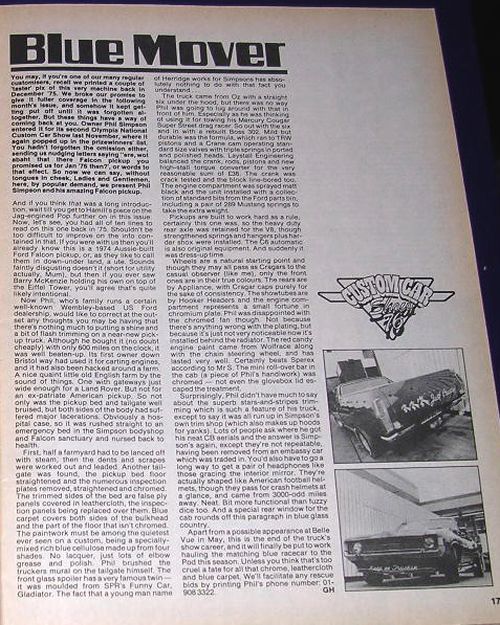 Blue Mover
You may, if you're one of our many regular
customisers, recall we printed a couple of
'taster' pix of this very machine back in
December '75. We broke our promise to
give it fuller coverage in the following
month's issue, and somehow it kept get-
ting put off until it was forgotten al-
together. But these things have a way of
coming back at you. Owner Phil Simpson
entered it for its second Olympia National
Custom Car Show last November, where it
again popped up in the prizewinners' list.
You hadn't forgotten the omission either,
sending us nudging letters saying "ere, wot
abaht that there Falcon pickup you
promised us for Jan '76 then", or words to
that effect. So now we can say, without
tongues in cheek, Ladies and Gentlemen,
here, by popular demand, we present Phil
Simpson and his amazing Falcon pickup.
And if you think that was a long introduc-
tion, wait till you get to Hamill's piece on the
Jag-engined Pop further on in this issue.
Now, let's see, you had all of ten lines to
read on this one back in '75. Shouldn't be
too difficult to improve on the info con-
tained in that. If you were with us then you'll
already know this is a 1974 Aussie-built
Ford Falcon pickup, or, as they like to call
them in down-under land, a ute. Sounds
faintly disgusting doesn't it (short for utility,
actually, Mum), but then if you ever saw
Barry McKenzie holding his own on top of
the Eiffel Tower, you'll agree that's quite
likely intentional.
Now Phil, who's family runs a certain
well-known Wembley-based US Ford
dealership, would like to correct at the out-
set any thoughts you may be having that
there's nothing much to putting a shine and
a bit of flash trimming on a near-new pick-
up truck. Although he bought it (no doubt
cheaply) with only 600 miles on the clock, it
was well beaten-up. Its first owner down
Bristol way had used it for carting engines,
and it had also been hacked around a farm.
A nice quaint little old English farm by the
sound of things. One with gateways just
wide enough for a Land Rover. But not for
an ex-patriate American pickup. So not
only was the pickup bed and tailgate well
bruised, but both sides of the body had suf-
fered major lacerations. Obviously a hos-
pital case, so it was rushed straight to an
emergency bed in the Simpson bodyshop
and Falcon sanctuary and nursed back to
health.
First, half a farmyard had to be lanced off
with steam, then the dents and scrapes
were worked out and leaded. Another tail-
gate was found, the pickup bed floor
straightened and the numerous inspection
plates removed, straightened and chromed.
The trimmed sides of the bed are false ply
panels covered in leathercloth, the inspec-
tion panels being replaced over them. Blue
carpet covers both sides of the bulkhead
and the part of the floor that isn't chromed.
The paintwork must be among the quietest
ever seen on a custom, being a specially-
mixed rich blue cellulose made up from four
shades. No lacquer, just lots of elbow
grease and polish. Phil brushed the
truckers mural on the tailgate himself. The
front glass spoiler has a very famous twin —
it was moulded from SPR's Funny Car,
Gladiator. The fact that a young man name
of Herridge works for Simpsons has abso-
lutely nothing to do with that fact you
understand...
The truck came from Oz with a straight
six under the hood, but there was no way
Phil was going to lug around with that in
front of him. Especially as he was thinking
of using it for towing his Mercury Cougar
Super Street drag racer. So out with the six
and in with a rebuilt Boss 302. Mild but
durable was the formula, which ran to TRW
pistons and a Crane cam operating stan-
dard size valves with triple springs in ported
and polished heads. Laystall Engineering
balanced the crank, rods, pistons and new
high-stall torque converter for the very
reasonable sum of £38. The crank was
crack tested and the block line-bored too.
The engine compartment was sprayed matt
black and the unit installed with a collec-
tion of standard bits from the Ford parts bin,
including a pair of 289 Mustang springs to
take the extra weight.
Pickups are built to work hard as a rule,
certainly this one was, so the heavy duty
rear axle was retained for the V8, though
strengthened springs and hangers plus har-
der shox were installed. The C6 automatic
is also original equipment. And suddenly it
was dress-up time.
Wheels are a natural starting point and
though they may all pass as Cragars to the
casual observer (like me), only the front
ones are in their true colours. The rears are
by Appliance, with Cragar caps purely for
the sake of consistency. The showtubes are
by Hooker Headers and the engine com-
partment represents a small fortune in
chromium plate. Phil was disappointed with
the chromed fan though. Not because
there's anything wrong with the plating, but
because it's just not very noticeable now it's
installed behind the radiator. The red candy
engine paint came from Wolfrace along
with the chain steering wheel, and has
lasted very well. Certainly beats Sperex
according to Mr S. The mini roll-over bar in
the cab (a piece of Phil's handiwork) was
chromed — not even the glovebox lid es-
caped the treatment.
Surprisingly, Phil didn't have much to say
about the superb stars-and-stripes trim-
ming which is such a feature of his truck,
except to say it was all run up in Simpson's
own trim shop (which also makes up hoods
for yanks). Lots of people ask where he got
his neat CB aerials and the answer is Simp-
son's again, except they're not repeatable,
having been removed from an embassy car
which was traded in. You'd also have to go a
long way to get a pair of headphones like
those gracing the interior mirror. They're
actually shaped like American football hel-
mets, though they pass for crash helmets at
a glance, and came from 3000-odd miles
away. Neat. Bit more functional than fuzzy
dice too. And a special rear window for the
cab rounds off this paragraph in blue glass
country.
Apart from a possible appearance at Belle
Vue in May, this is the end of the truck's
show career, and it will finally be put to work
hauling the matching blue racecar to the
Pod this season. Unless you think that's too
cruel a fate for all that chrome, leathercloth
and blue carpet. We'll facilitate any rescue
bids by printing Phil's phone number: 01-
908 3322. GH
CUSTOM CAR
17